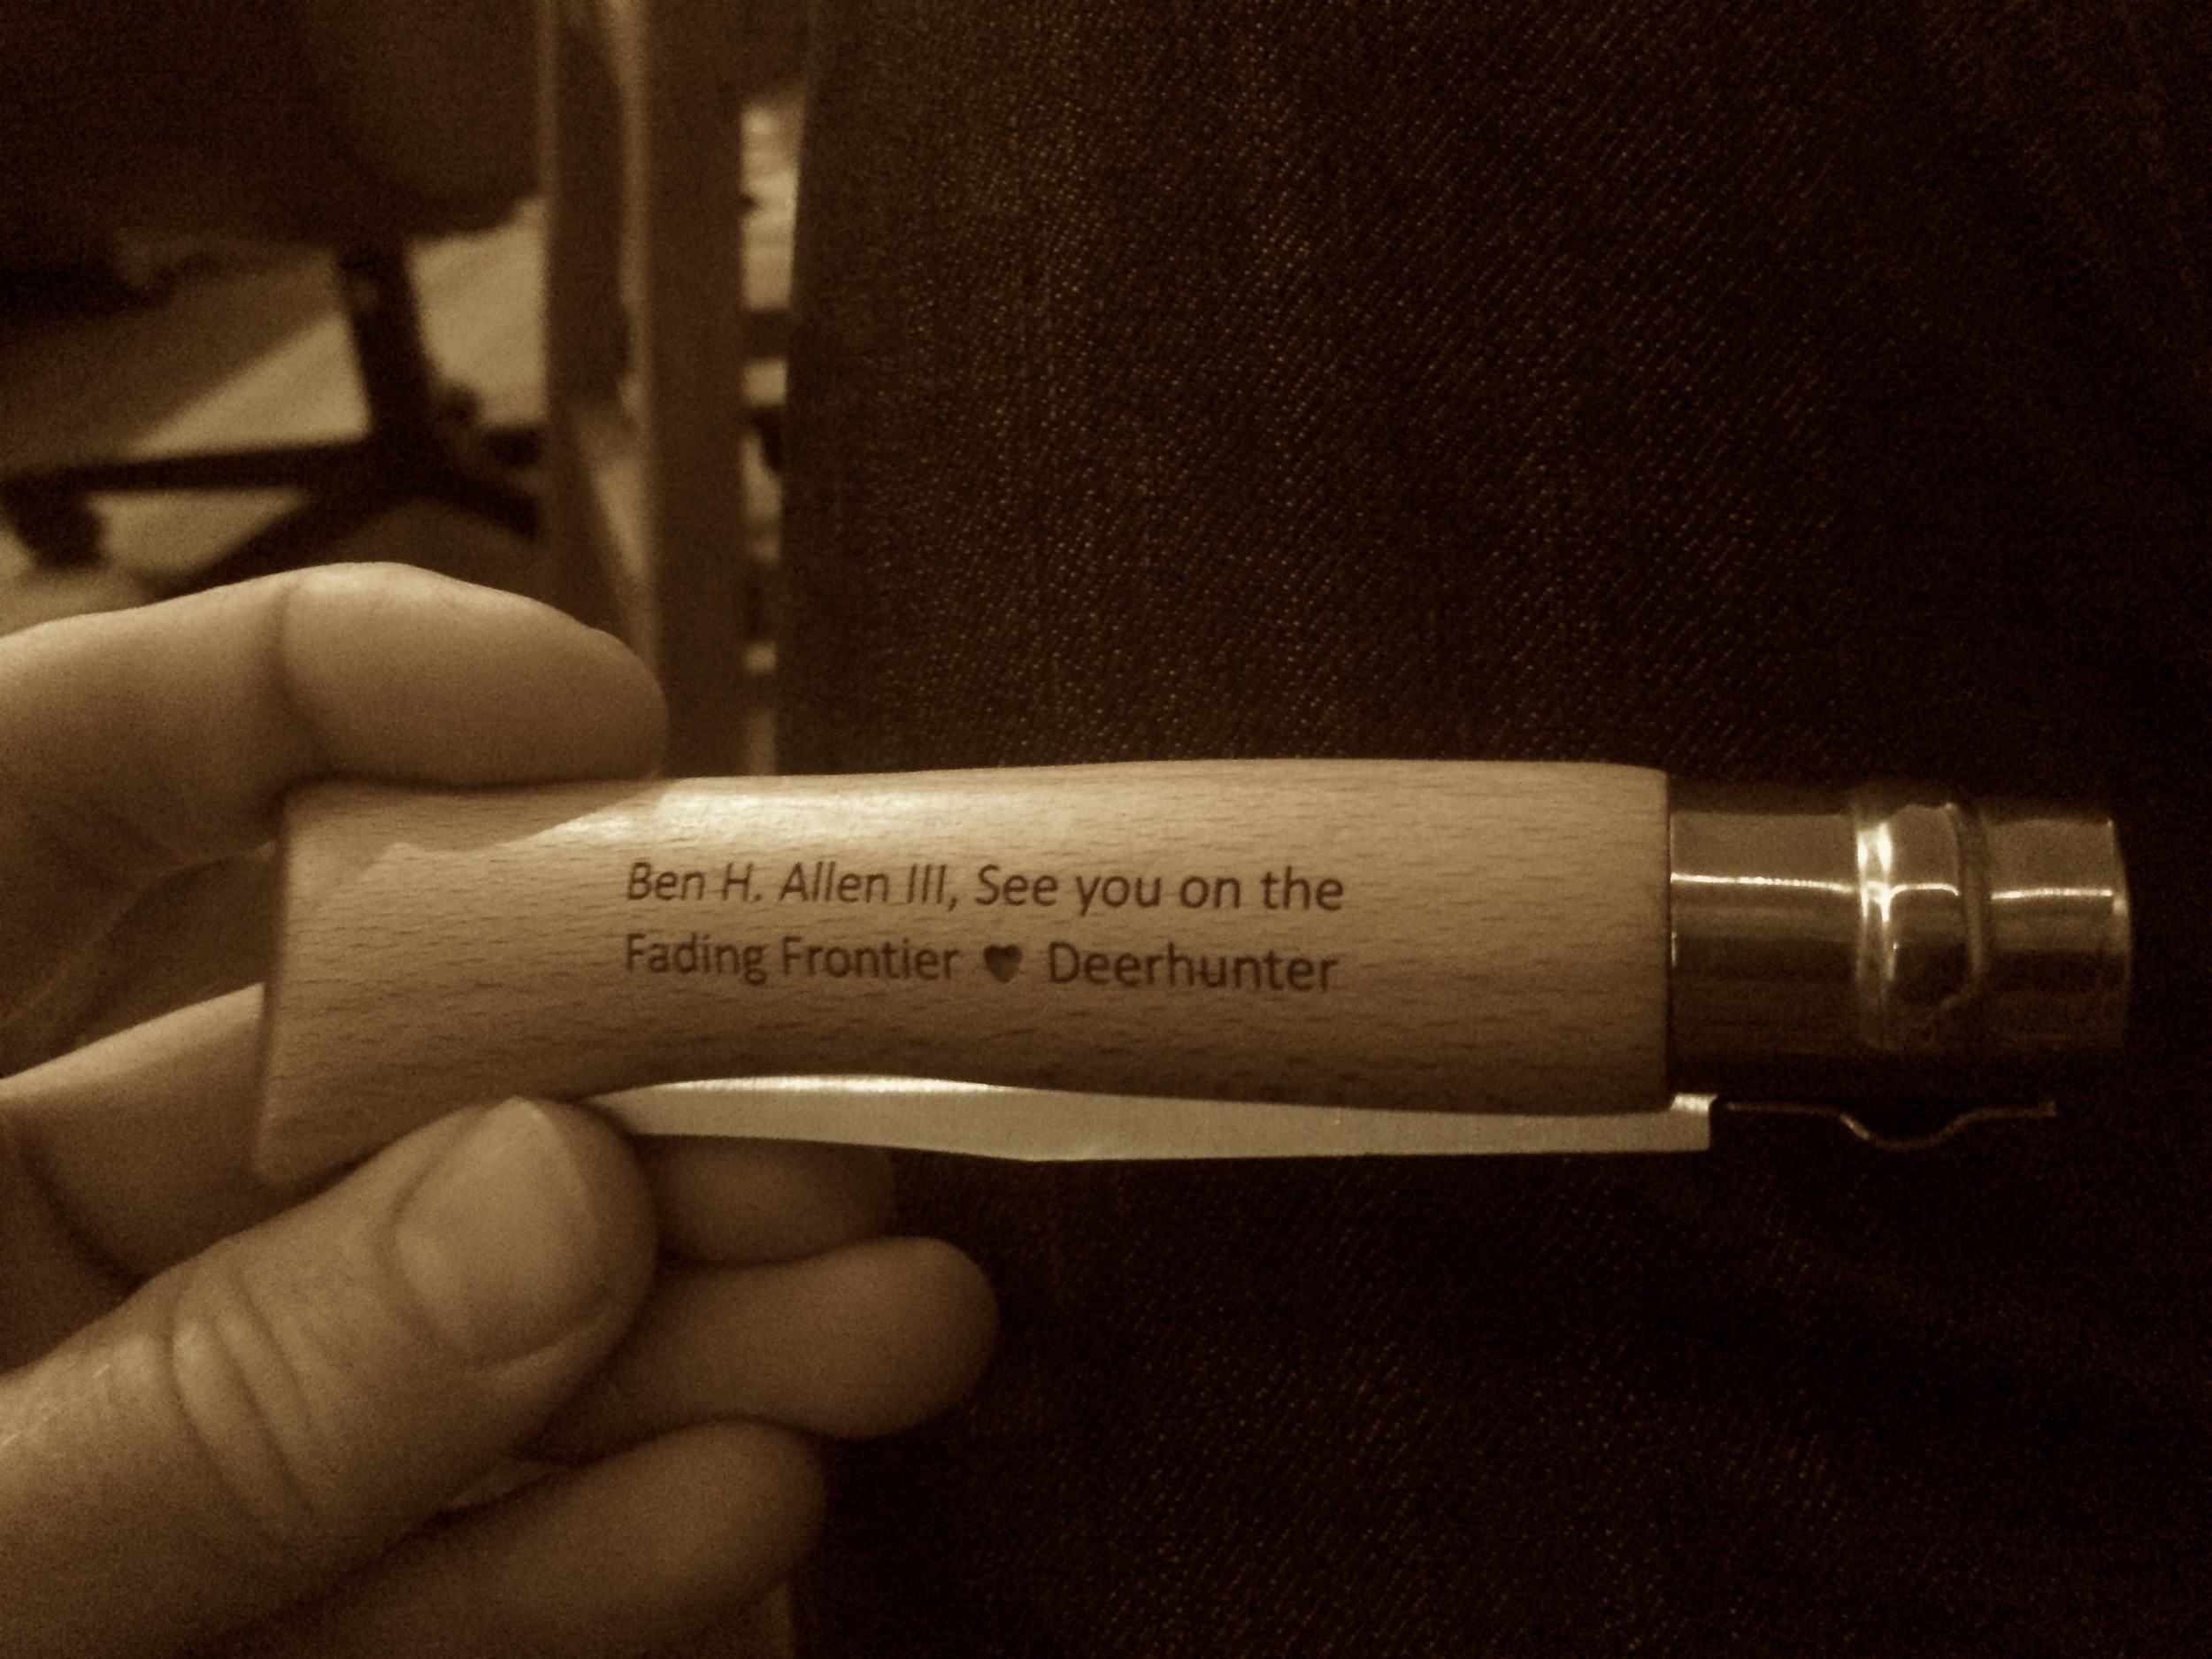 Ben H. Allen III, See you on the
Fading Frontier ♥ Deerhunter